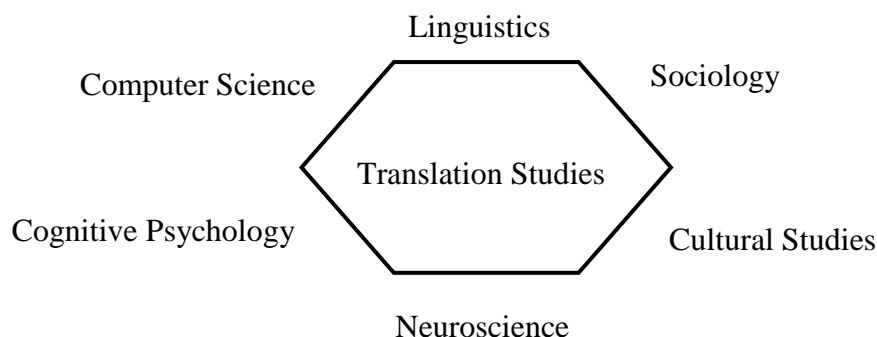 Linguistics
Computer Science
Sociology
Translation Studies
Cognitive Psychology
Cultural Studies
Neuroscience